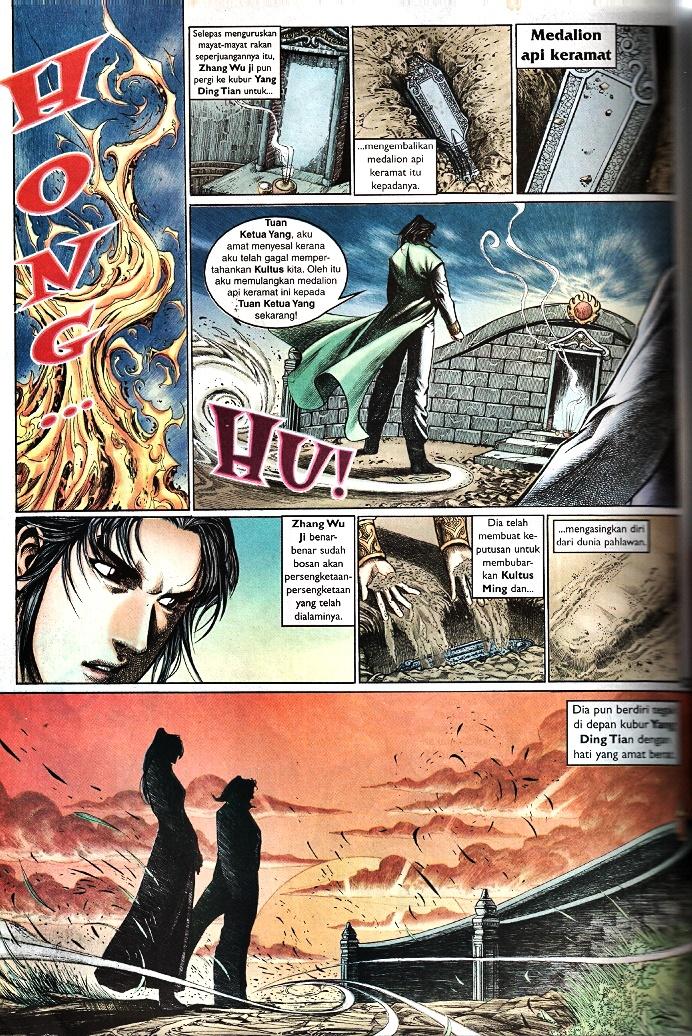 HONG...
Selepas menguruskan
mayat-mayat rakan
seperjuangannya itu,
Zhang Wu Ji pun
pergi ke kubur Yang
Ding Tian untuk...
...mengembalikan
medalion api
keramat itu
kepadanya.
Medalion
api keramat
Tuan
Ketua Yang, aku
amat menyesal kerana
aku telah gagal memper-
tahankan Kultus kita. Oleh itu
aku memulangkan medalion
api keramat ini kepada
Tuan Ketua Yang
sekarang!
HU!
Zhang Wu
Ji benar-
benar sudah
bosan akan
persengketaan-
persengketaan
yang telah
dialaminya.
Dia telah
membuat ke-
putusan untuk
membubar-
kan Kultus
Ming dan...
...mengasingkan diri
dari dunia pahlawan.
Dia pun berdiri tegak
di depan kubur Yang
Ding Tian dengan
hati yang amat berat.